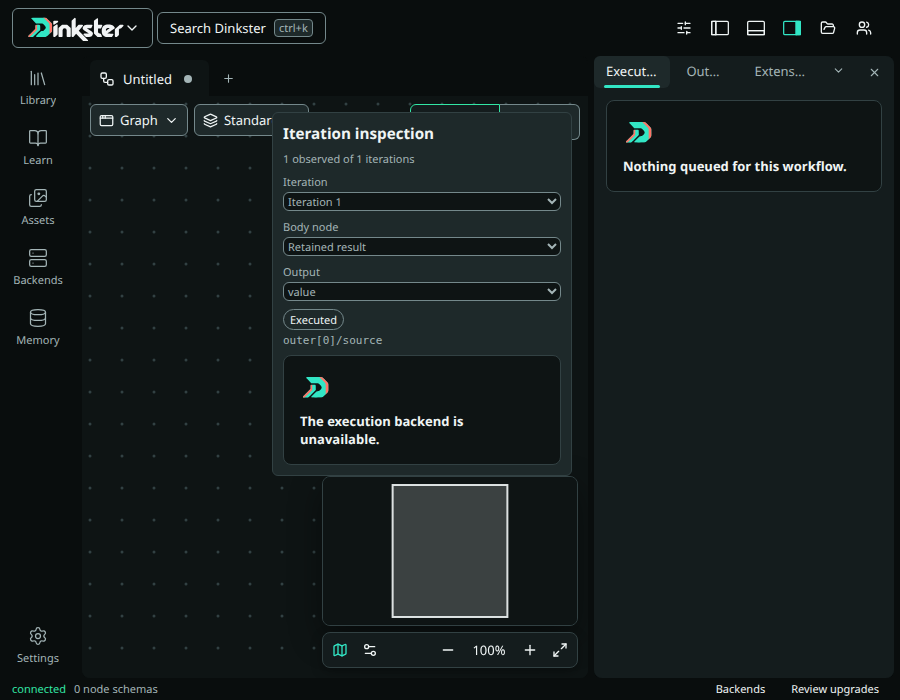 Dinkster
Search Dinkster ctrl+k
Library
Learn
Assets
Backends
Memory
Settings
Untitled
Graph
Iteration inspection
1 observed of 1 iterations
Iteration
Iteration 1
Body node
Retained result
Output
value
Executed
outer[0]/source
The execution backend is
unavailable.
100%
Execut...
Out...
Extens...
Nothing queued for this workflow.
connected 0 node schemas
Backends
Review upgrades